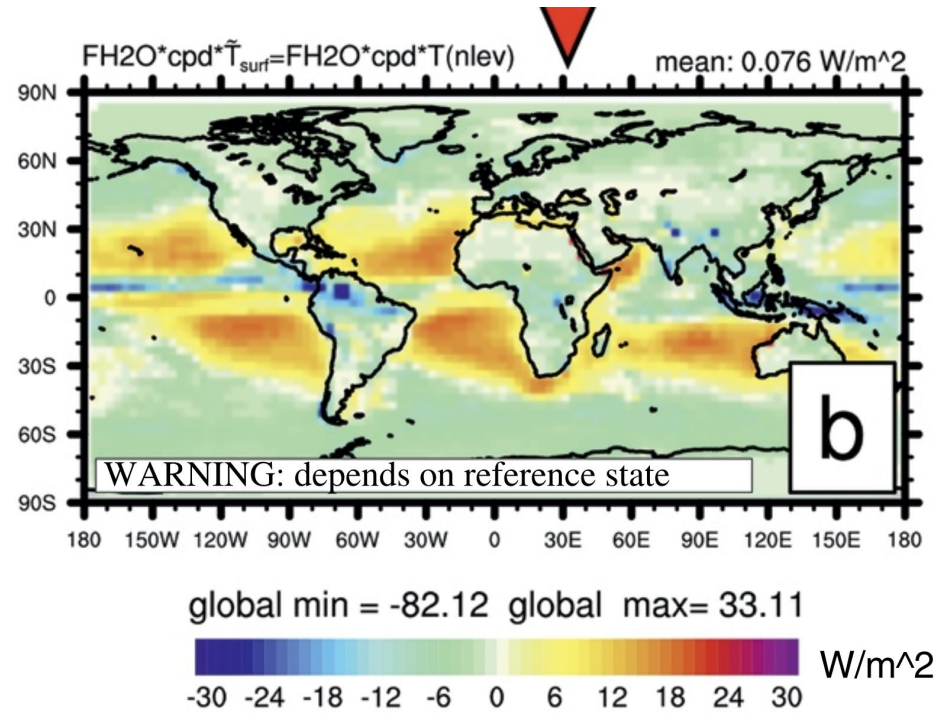 FH2O*cpd*T̃surf=FH2O*cpd*T(nlev)
mean: 0.076 W/m^2
90N
60N
30N
0
30S
60S
90S
b
WARNING: depends on reference state
180 150W 120W 90W 60W 30W 0 30E 60E 90E 120E 150E 180
global min = -82.12 global max= 33.11
W/m^2
-30 -24 -18 -12 -6 0 6 12 18 24 30